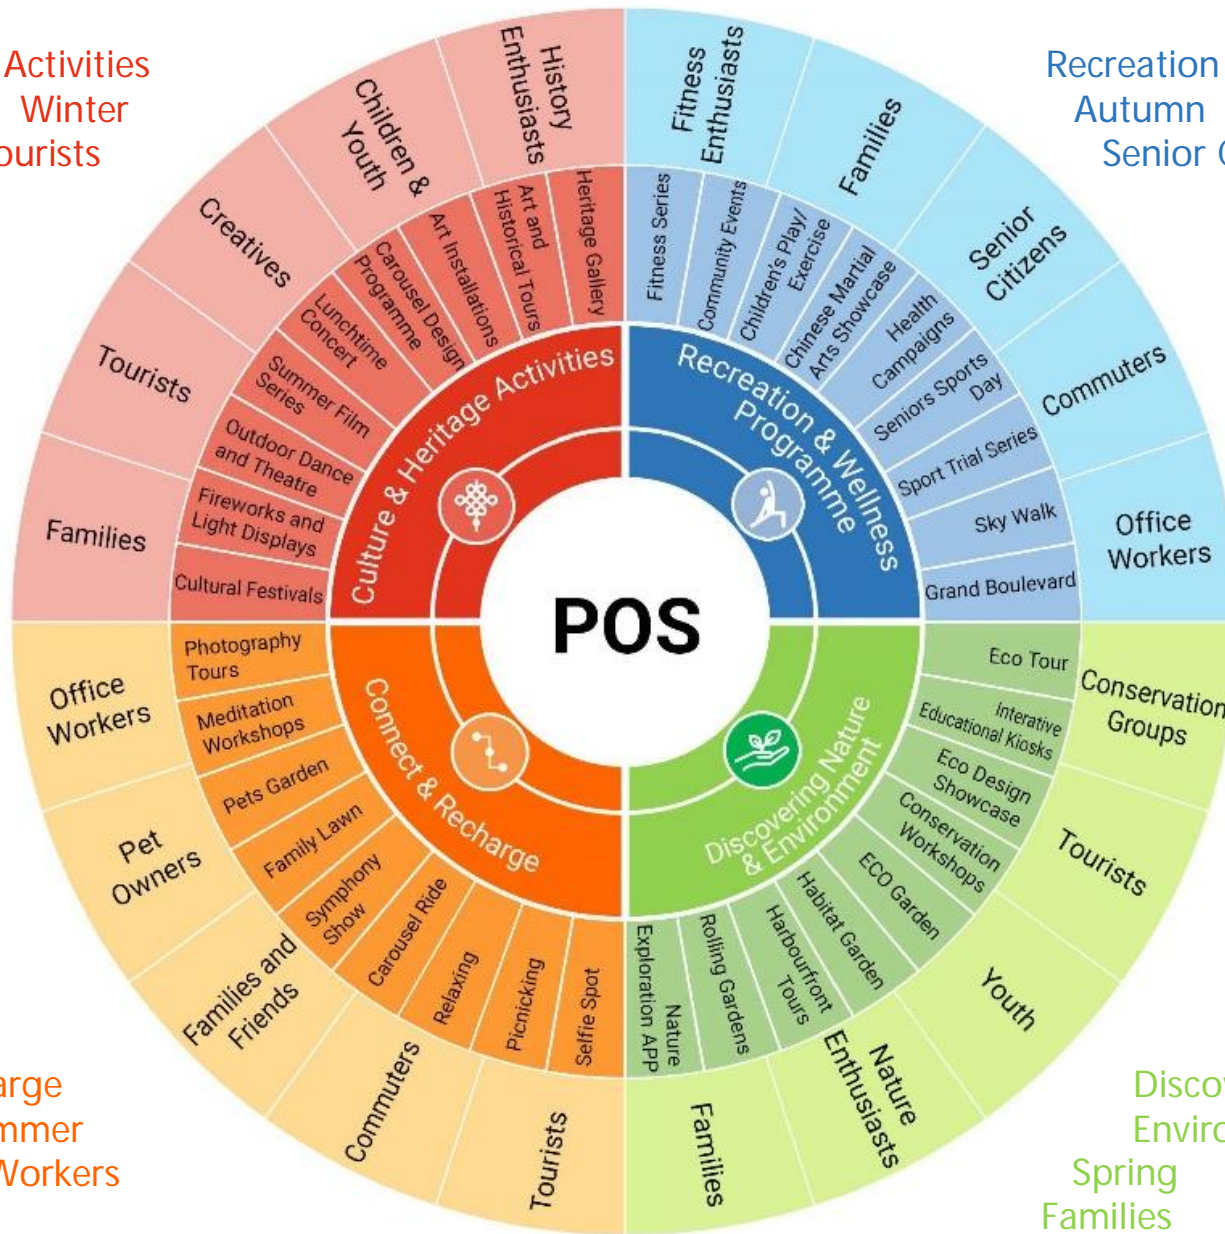 Activities
Winter
Recreation
Autumn
Senior
History
Enthusiasts
Children &
Youth
Creatives
Tourists
Families
Heritage Gallery
Art and
Historical Tours
Art Installations
Carousel Design
Programme
Lunchtime
Concert
Summer Film
Series
Outdoor Dance
and Theatre
Fireworks and
Light Displays
Cultural Festivals
Culture & Heritage Activities
Fitness
Enthusiasts
Families
Senior
Citizens
Commuters
Office
Workers
Fitness Series
Community Events
Children's Play/
Exercise
Chinese Martial
Arts Showcase
Health
Campaigns
Seniors Sports
Day
Sport Trial Series
Sky Walk
Grand Boulevard
Recreation & Wellness
Programme
POS
Office
Workers
Pet
Owners
Families and
Friends
Commuters
Tourists
Photography
Tours
Meditation
Workshops
Pets Garden
Family Lawn
Symphony
Show
Carousel Ride
Relaxing
Picnicking
Selfie Spot
Connect & Recharge
Conservation
Groups
Tourists
Youth
Nature
Enthusiasts
Families
Eco Tour
Interative
Educational Kiosks
Eco Design
Showcase
Conservation
Workshops
ECO Garden
Habitat Garden
Harbourfront
Tours
Rolling Gardens
Nature
Exploration APP
Discovering Nature
& Environment
Workers
Spring
Families